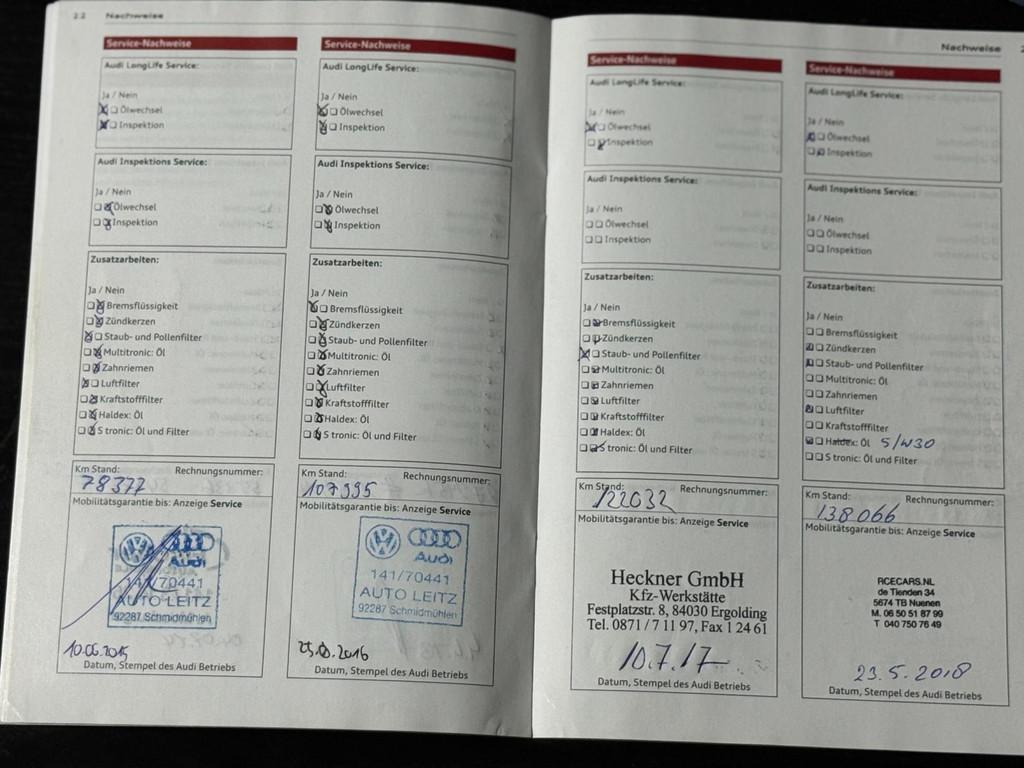 22 Nachweise
Service-Nachweise
Audi LongLife Service:
Ja / Nein
Ölwechsel
Inspektion
Audi Inspektions Service:
Ja / Nein
Ölwechsel
Inspektion
Zusatzarbeiten:
Ja / Nein
Bremsflüssigkeit
Zündkerzen
Staub- und Pollenfilter
Multitronic: Öl
Zahnriemen
Luftfilter
Kraftstofffilter
Haldex: Öl
S tronic: Öl und Filter
Km Stand: Rechnungsnummer:
78377
Mobilitätsgarantie bis: Anzeige Service
Audi
141/70441
AUTO LEITZ
92287 Schmidmühlen
10.06.2015
Datum, Stempel des Audi Betriebs
Service-Nachweise
Audi LongLife Service:
Ja / Nein
Ölwechsel
Inspektion
Audi Inspektions Service:
Ja / Nein
Ölwechsel
Inspektion
Zusatzarbeiten:
Ja / Nein
Bremsflüssigkeit
Zündkerzen
Staub- und Pollenfilter
Multitronic: Öl
Zahnriemen
Luftfilter
Kraftstofffilter
Haldex: Öl
S tronic: Öl und Filter
Km Stand: Rechnungsnummer:
107995
Mobilitätsgarantie bis: Anzeige Service
Audi
141/70441
AUTO LEITZ
92287 Schmidmühlen
Datum, Stempel des Audi Betriebs
Nachweise
Service-Nachweise
Audi LongLife Service:
Ja / Nein
Ölwechsel
Inspektion
Audi Inspektions Service:
Ja / Nein
Ölwechsel
Inspektion
Zusatzarbeiten:
Ja / Nein
Bremsflüssigkeit
Zündkerzen
Staub- und Pollenfilter
Multitronic: Öl
Zahnriemen
Luftfilter
Kraftstofffilter
Haldex: Öl
S tronic: Öl und Filter
Km Stand: Rechnungsnummer:
122032
Mobilitätsgarantie bis: Anzeige Service
Heckner GmbH
Kfz-Werkstätte
Festplatzstr. 8, 84030 Ergolding
Tel. 0871 / 7 11 97, Fax 1 24 61
10.7.17
Datum, Stempel des Audi Betriebs
Service-Nachweise
Audi LongLife Service:
Ja / Nein
Ölwechsel
Inspektion
Audi Inspektions Service:
Ja / Nein
Ölwechsel
Inspektion
Zusatzarbeiten:
Ja / Nein
Bremsflüssigkeit
Zündkerzen
Staub- und Pollenfilter
Multitronic: Öl
Zahnriemen
Luftfilter
Kraftstofffilter
Haldex: Öl 5/W30
S tronic: Öl und Filter
Km Stand: Rechnungsnummer:
138066
Mobilitätsgarantie bis: Anzeige Service
RCECARS.NL
de Tienden 34
5674 TB Nuenen
M. 06 50 51 87 99
T 040 750 76 49
23.5.2018
Datum, Stempel des Audi Betriebs